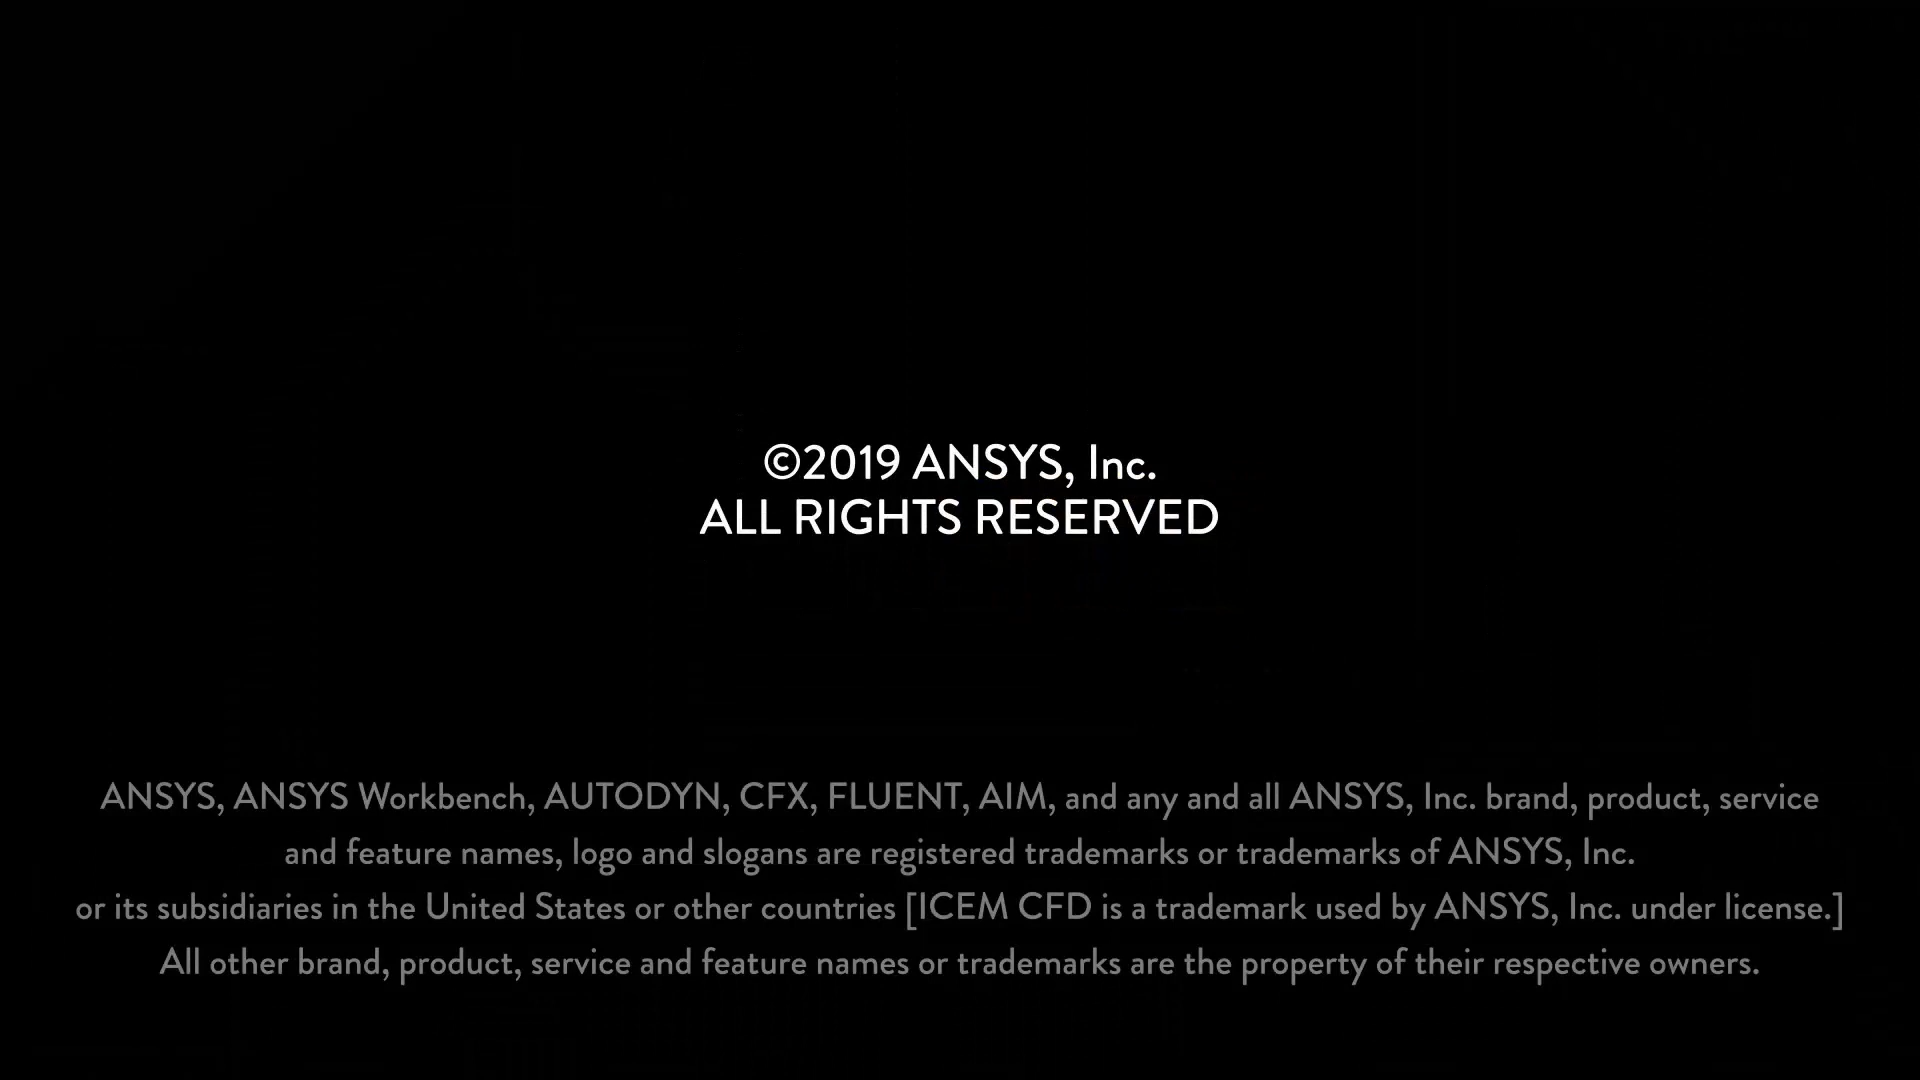 ©2019 ANSYS, Inc.
ALL RIGHTS RESERVED
ANSYS, ANSYS Workbench, AUTODYN, CFX, FLUENT, AIM, and any and all ANSYS, Inc. brand, product, service
and feature names, logo and slogans are registered trademarks or trademarks of ANSYS, Inc.
or its subsidiaries in the United States or other countries [ICEM CFD is a trademark used by ANSYS, Inc. under license.]
All other brand, product, service and feature names or trademarks are the property of their respective owners.